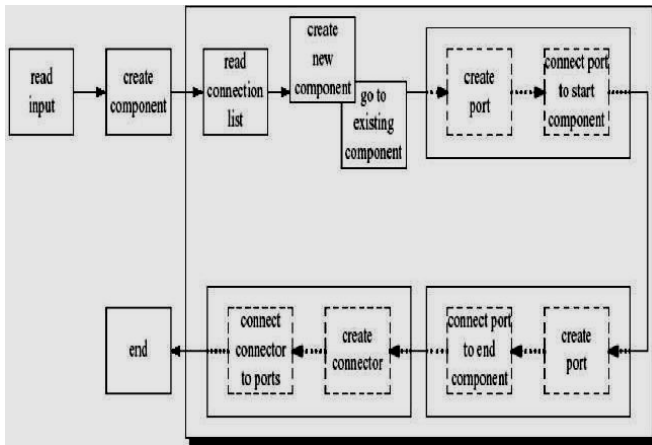 read
input
create
component
read
connection
list
create
new
component
go to
existing
component
create
port
connect port
to start
component
create
port
connect port
to end
component
create
connector
connect
connector
to ports
end